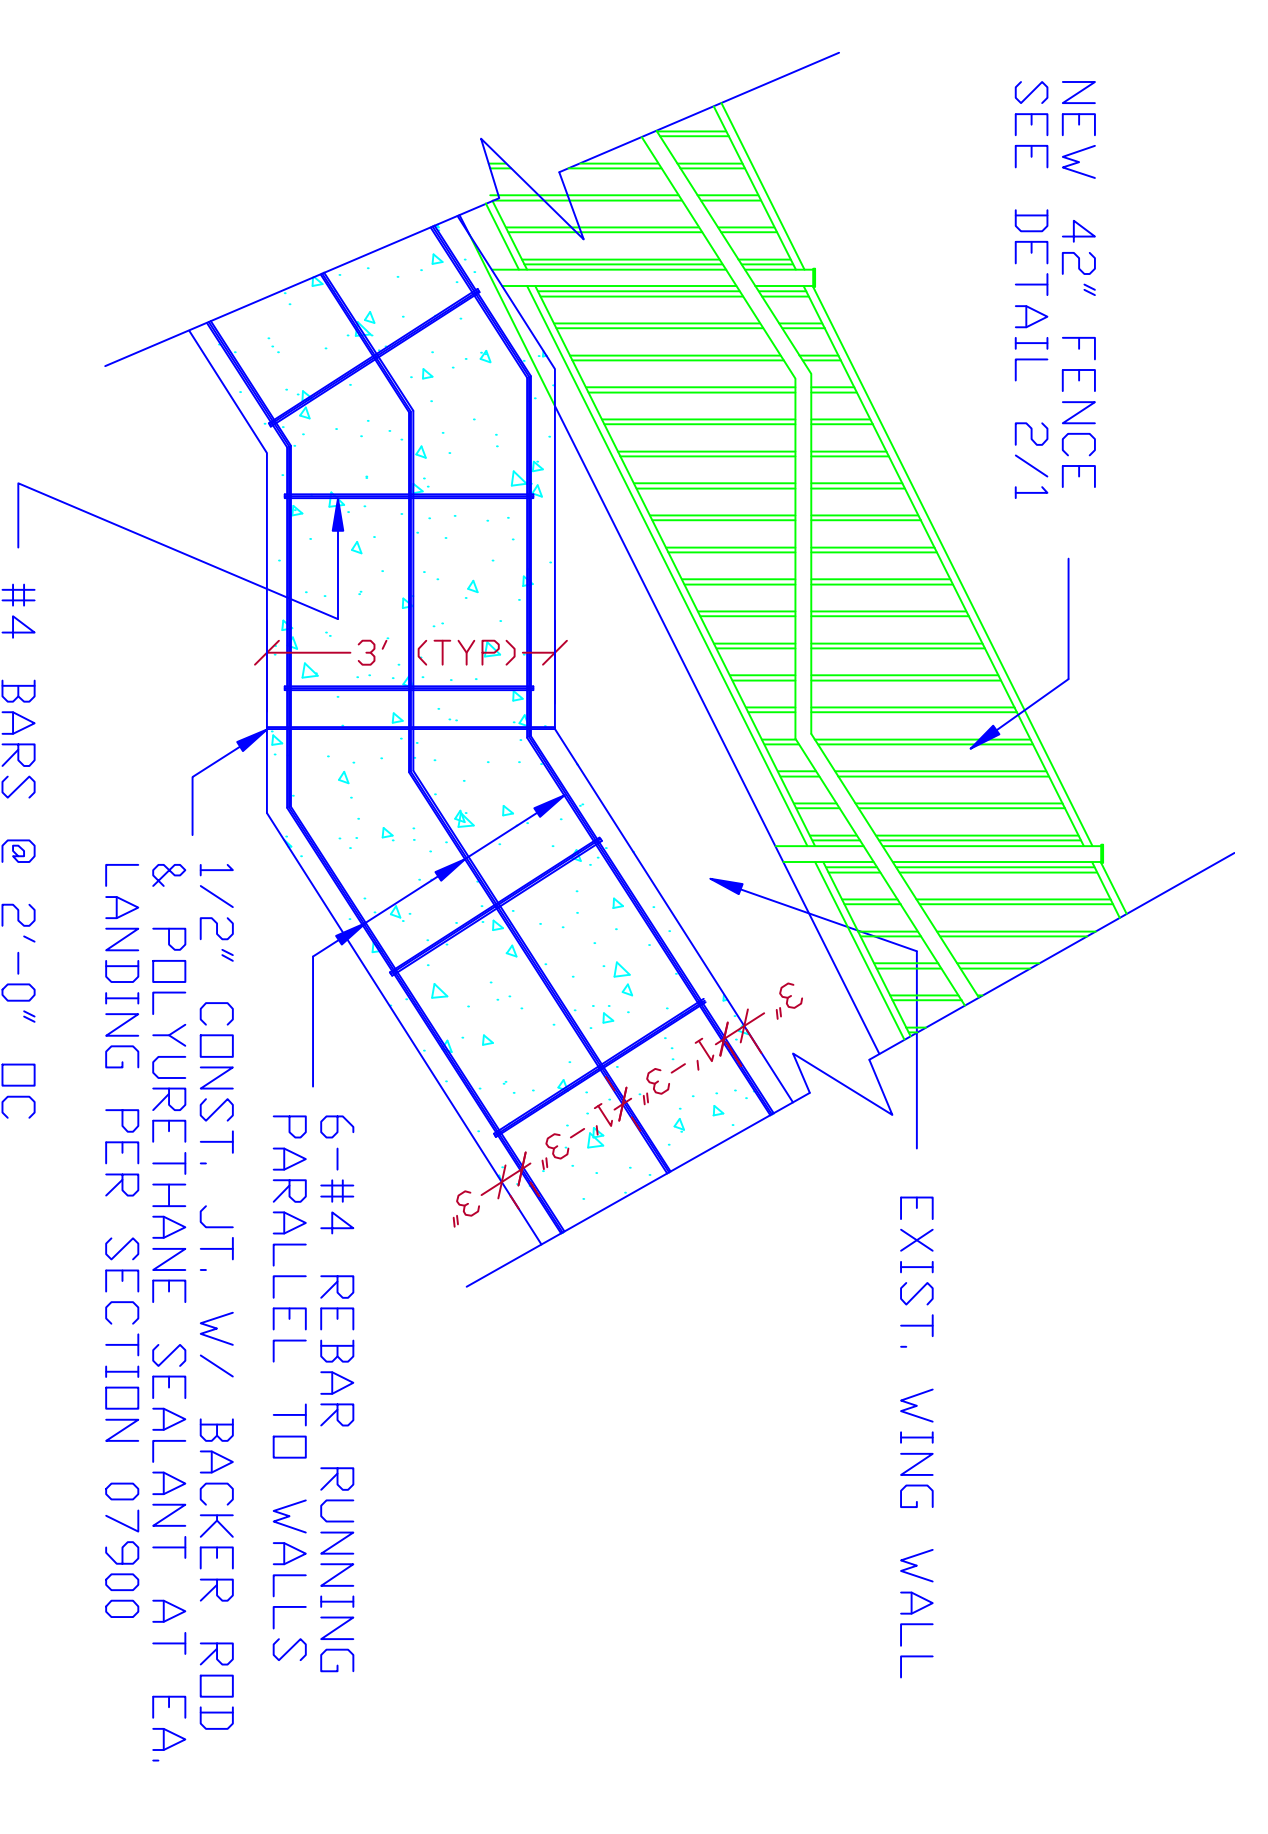 NEW 42" FENCE
SEE DETAIL 2/1
EXIST. WING WALL
3"
1'-3"
1'-3"
3"
3' (TYP)
6-#4 REBAR RUNNING
PARALLEL TO WALLS
1/2" CONST. JT. W/ BACKER ROD
& POLYURETHANE SEALANT AT EA.
LANDING PER SECTION 07900
#4 BARS @ 2'-0" OC